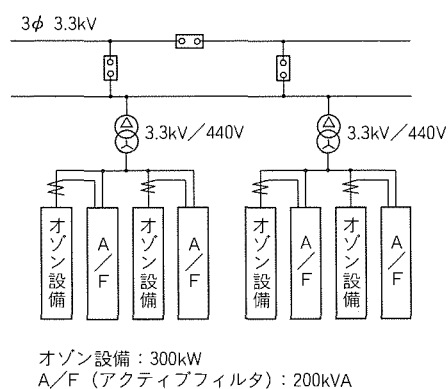 3φ 3.3kV
3.3kV/440V
3.3kV/440V
オゾン設備
A/F
オゾン設備
A/F
オゾン設備
A/F
オゾン設備
A/F
オゾン設備：300kW
A/F（アクティブフィルタ）：200kVA